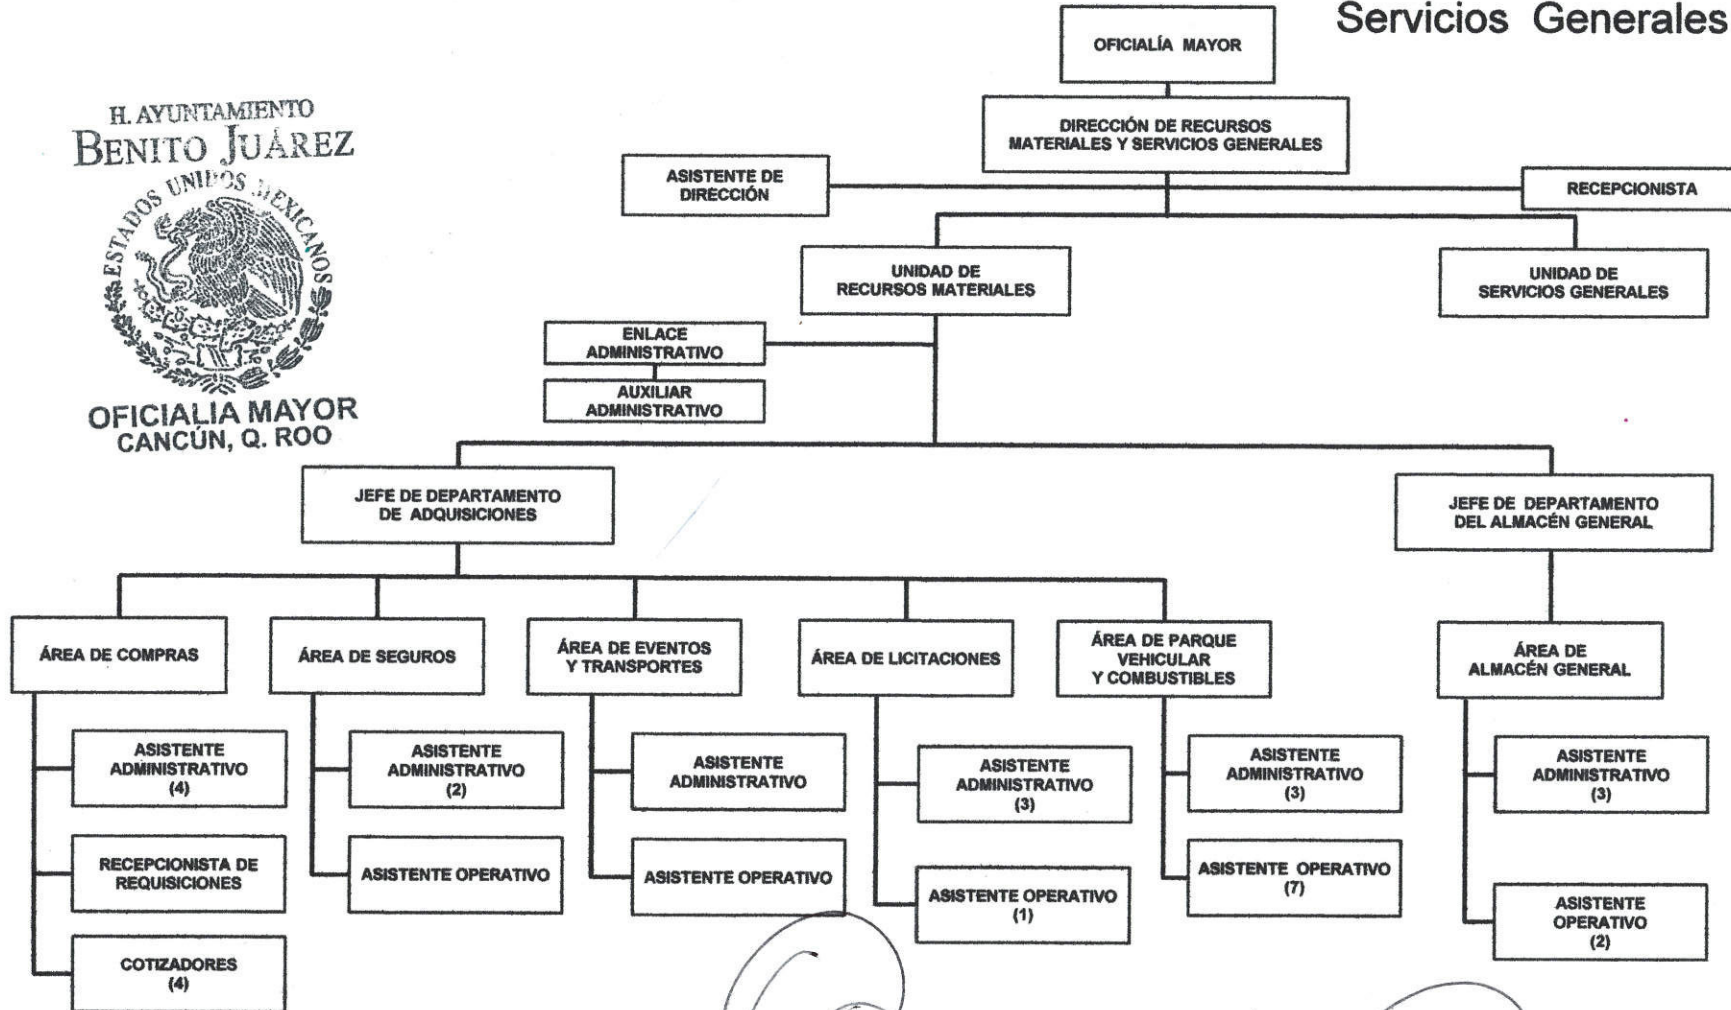 Servicios Generales
OFICIALÍA MAYOR
H. AYUNTAMIENTO
BENITO JUÁREZ
ESTADOS UNIDOS MEXICANOS
OFICIALIA MAYOR
CANCÚN, Q. ROO
DIRECCIÓN DE RECURSOS
MATERIALES Y SERVICIOS GENERALES
ASISTENTE DE
DIRECCIÓN
RECEPCIONISTA
UNIDAD DE
RECURSOS MATERIALES
UNIDAD DE
SERVICIOS GENERALES
ENLACE
ADMINISTRATIVO
AUXILIAR
ADMINISTRATIVO
JEFE DE DEPARTAMENTO
DE ADQUISICIONES
JEFE DE DEPARTAMENTO
DEL ALMACÉN GENERAL
ÁREA DE COMPRAS
ÁREA DE SEGUROS
ÁREA DE EVENTOS
Y TRANSPORTES
ÁREA DE LICITACIONES
ÁREA DE PARQUE
VEHICULAR
Y COMBUSTIBLES
ÁREA DE
ALMACÉN GENERAL
ASISTENTE
ADMINISTRATIVO
(4)
ASISTENTE
ADMINISTRATIVO
(2)
ASISTENTE
ADMINISTRATIVO
ASISTENTE
ADMINISTRATIVO
(3)
ASISTENTE
ADMINISTRATIVO
(3)
ASISTENTE
ADMINISTRATIVO
(3)
RECEPCIONISTA DE
REQUISICIONES
ASISTENTE OPERATIVO
ASISTENTE OPERATIVO
ASISTENTE OPERATIVO
(1)
ASISTENTE OPERATIVO
(7)
ASISTENTE
OPERATIVO
(2)
COTIZADORES
(4)